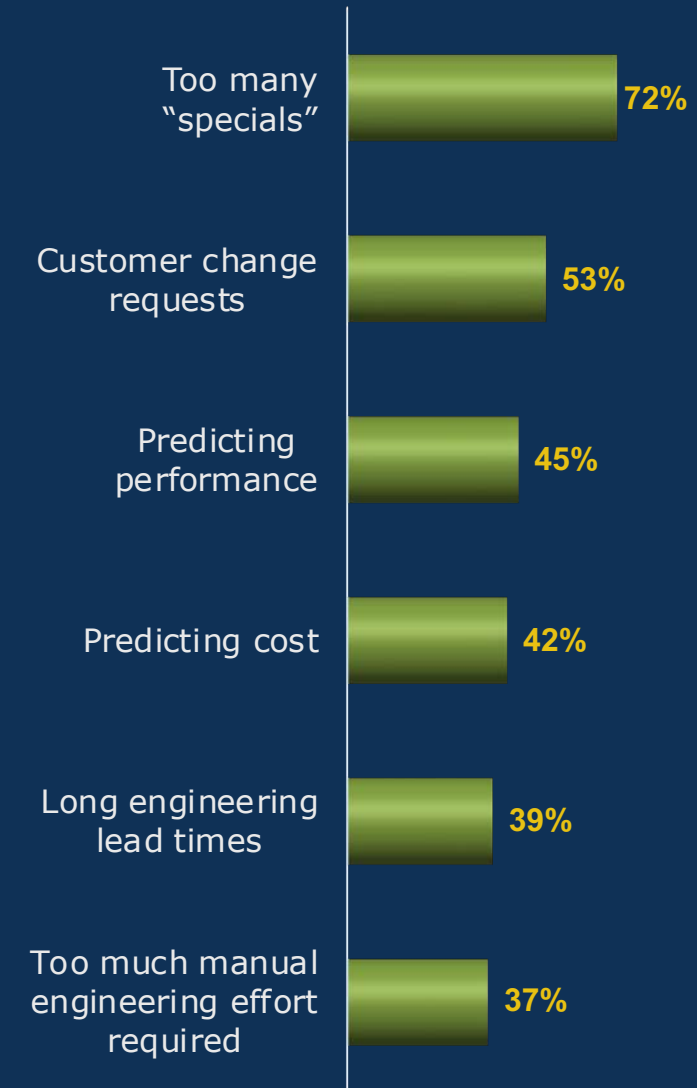 Too many
“specials”
72%
Customer change
requests
53%
Predicting
performance
45%
Predicting cost
42%
Long engineering
lead times
39%
Too much manual
engineering effort
required
37%